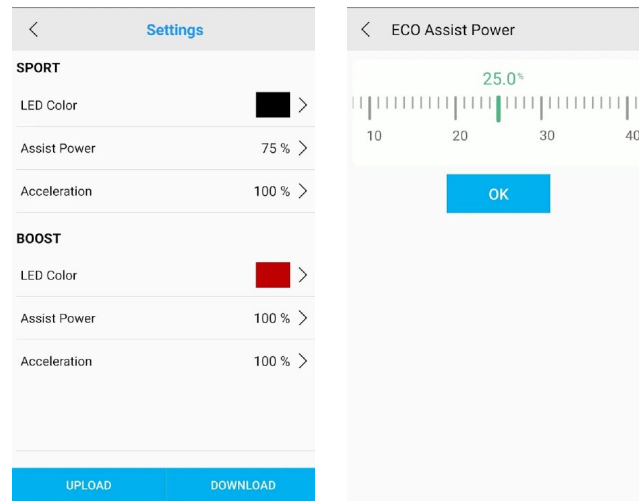 Settings
SPORT
LED Color
Assist Power 75 %
Acceleration 100 %
BOOST
LED Color
Assist Power 100 %
Acceleration 100 %
UPLOAD DOWNLOAD
ECO Assist Power
25.0%
10 20 30 40
OK